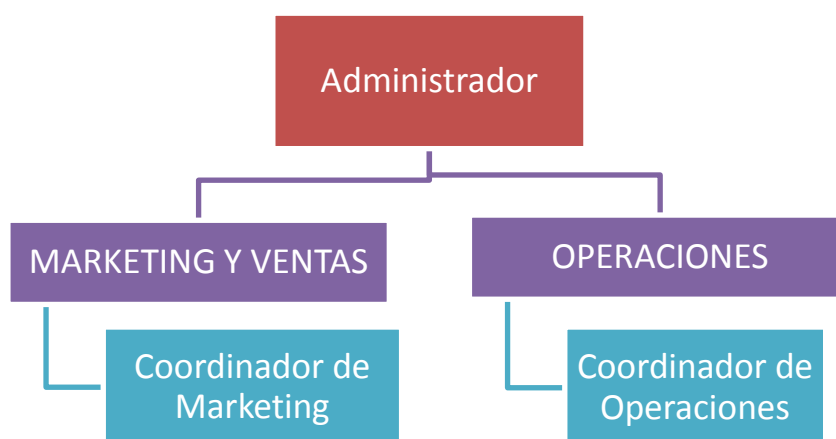 Administrador
MARKETING Y VENTAS
OPERACIONES
Coordinador de
Marketing
Coordinador de
Operaciones